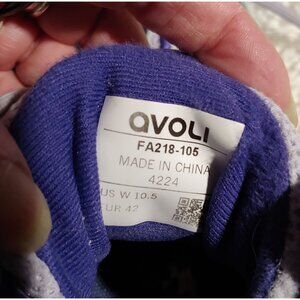 avoli
FA218-105
MADE IN CHINA
4224
US W 10.5
EUR 42